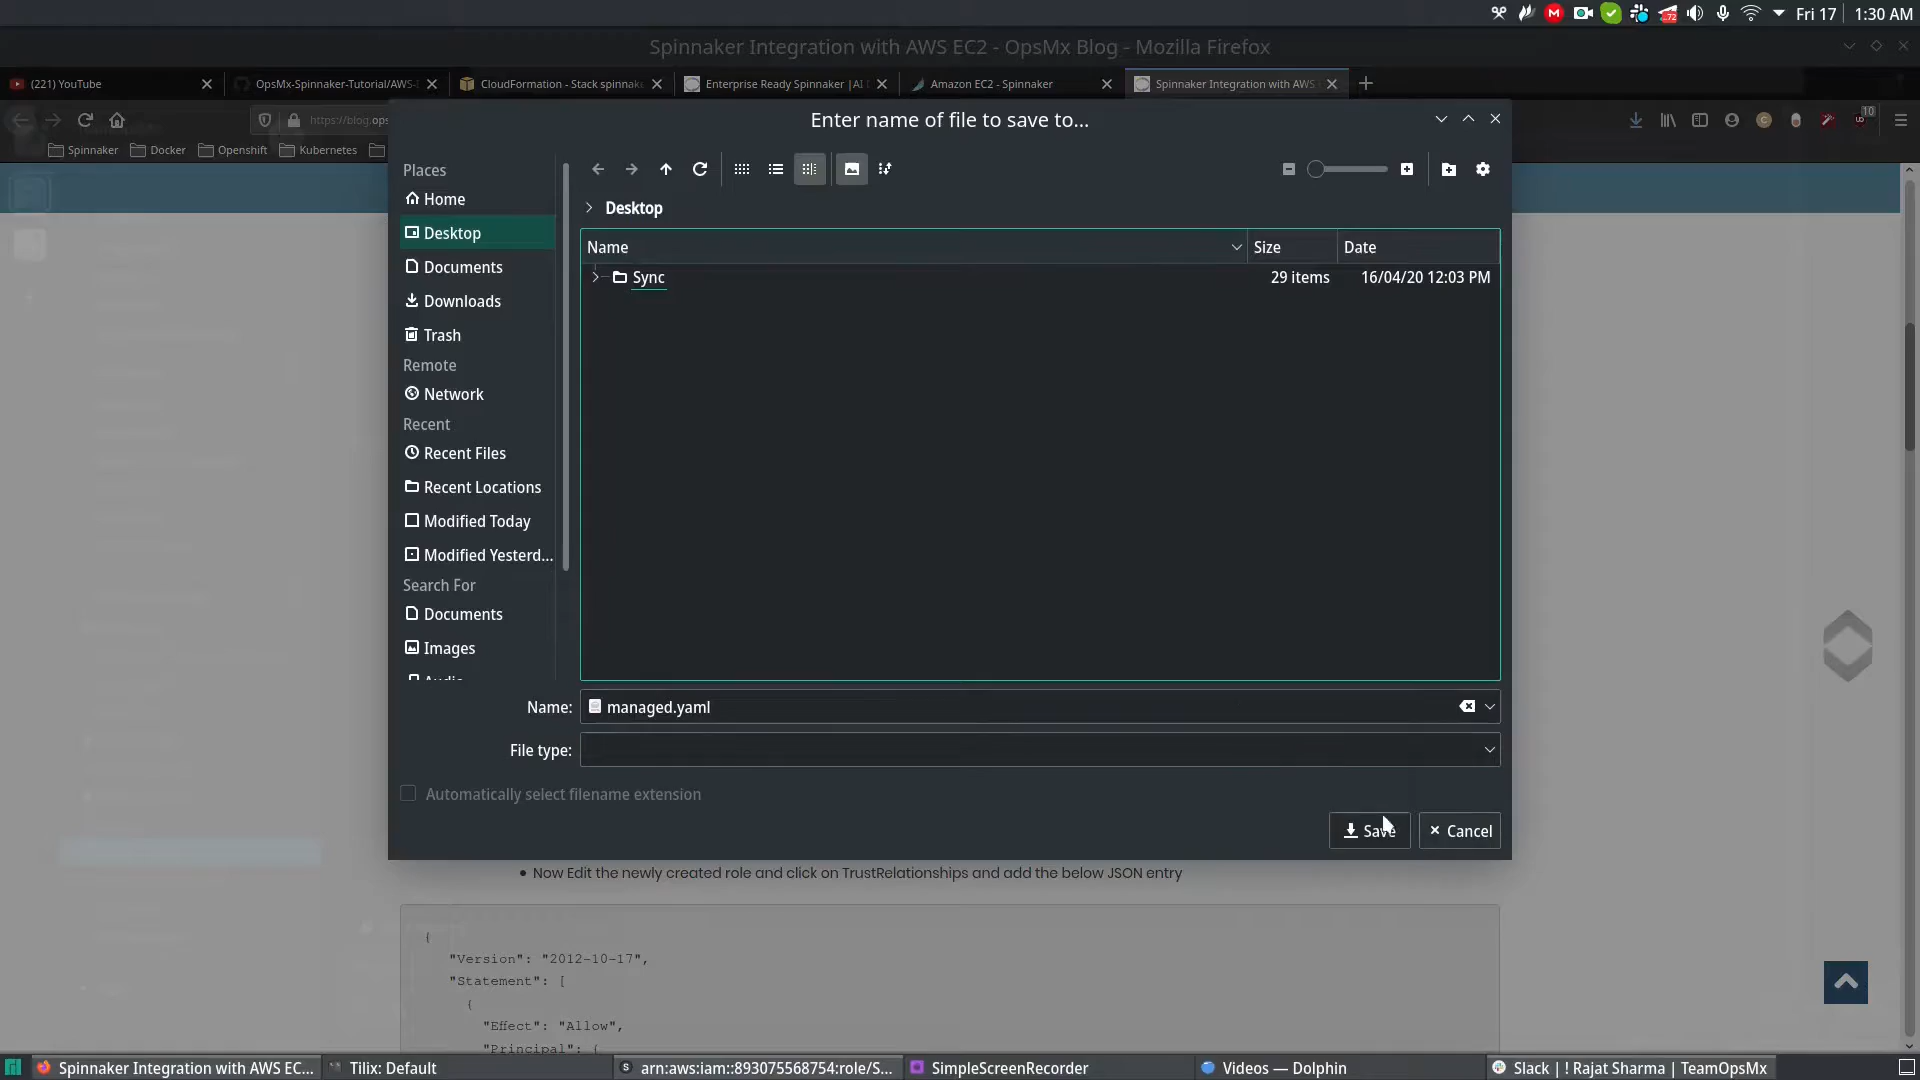 Fri 17 1:30 AM
Spinnaker Integration with AWS EC2 - OpsMx Blog - Mozilla Firefox
(221) YouTube
OpsMx-Spinnaker-Tutorial/AWS-
CloudFormation - Stack spinnak
Enterprise Ready Spinnaker |AI
Amazon EC2 - Spinnaker
Spinnaker Integration with AWS
https://blog.ops
10
Spinnaker
Docker
Openshift
Kubernetes
Enter name of file to save to...
Places
Home
Desktop
Documents
Downloads
Trash
Remote
Network
Recent
Recent Files
Recent Locations
Modified Today
Modified Yesterd...
Search For
Documents
Images
Desktop
Name Size Date
Sync 29 items 16/04/20 12:03 PM
Name: managed.yaml
File type:
Automatically select filename extension
Save Cancel
• Now Edit the newly created role and click on TrustRelationships and add the below JSON entry
{
"Version": "2012-10-17",
"Statement": [
{
"Effect": "Allow",
"Principal": {
Spinnaker Integration with AWS EC...
Tilix: Default
arn:aws:iam::893075568754:role/S...
SimpleScreenRecorder
Videos — Dolphin
Slack | ! Rajat Sharma | TeamOpsMx